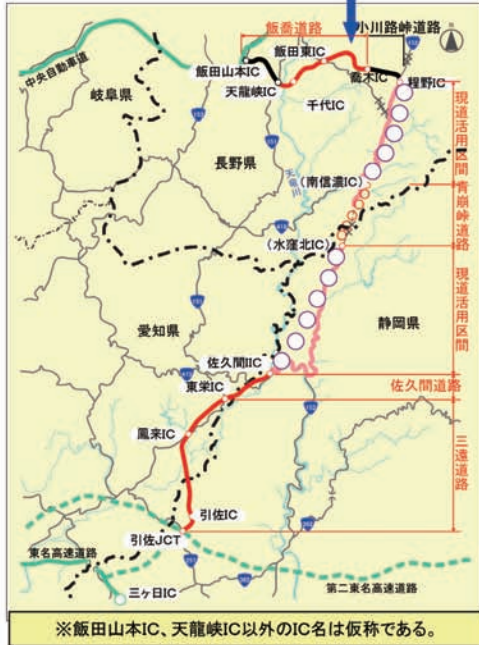 飯喬道路
小川路峠道路
中央自動車道
飯田東IC
飯田山本IC
喬木IC
程野IC
天龍峡IC
千代IC
岐阜県
長野県
天竜川
現道活用区間
(南信濃IC)
青崩峠道路
(水窪北IC)
現道活用区間
愛知県
静岡県
佐久間IIC
佐久間道路
東栄IC
鳳来IC
三遠道路
引佐IC
引佐JCT
東名高速道路
三ヶ日IC
第二東名高速道路
※飯田山本IC、天龍峡IC以外のIC名は仮称である。